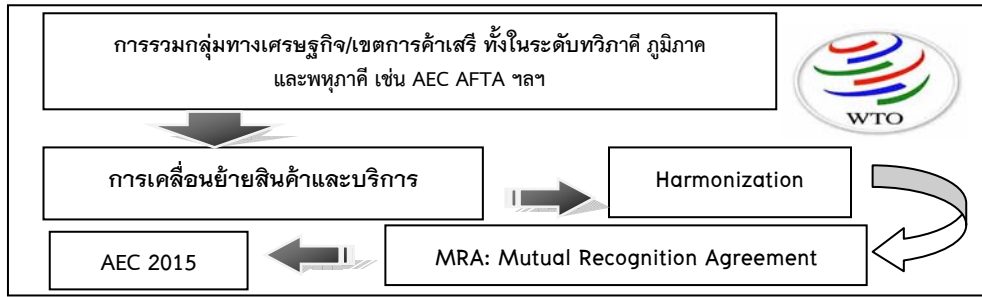 การรวมกลุ่มทางเศรษฐกิจ/เขตการค้าเสรี ทั้งในระดับทวิภาคี ภูมิภาค
และพหุภาคี เช่น AEC AFTA ฯลฯ
WTO
การเคลื่อนย้ายสินค้าและบริการ
Harmonization
MRA: Mutual Recognition Agreement
AEC 2015